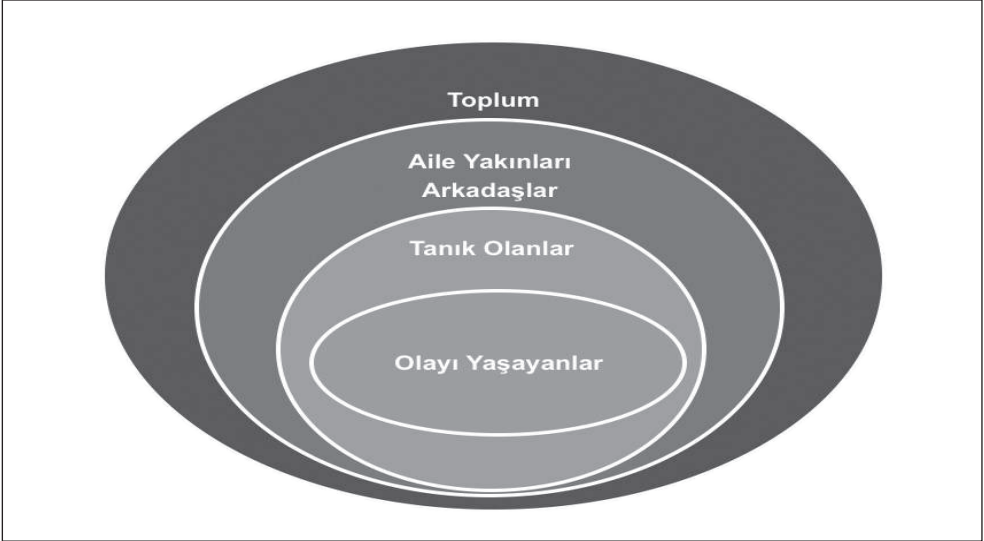 Toplum
Aile Yakınları
Arkadaşlar
Tanık Olanlar
Olayı Yaşayanlar